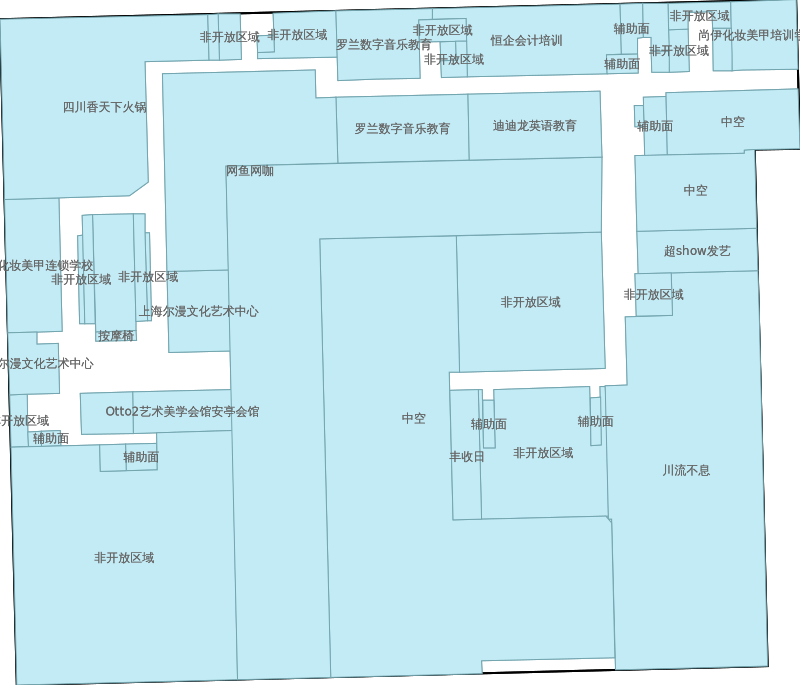 非开放区域
非开放区域
罗兰数字音乐教育
非开放区域
非开放区域
恒企会计培训
辅助面
辅助面
非开放区域
非开放区域
尚伊化妆美甲培训学
四川香天下火锅
罗兰数字音乐教育
迪迪龙英语教育
辅助面
中空
网鱼网咖
中空
超show发艺
化妆美甲连锁学校
非开放区域
非开放区域
按摩椅
上海尔漫文化艺术中心
非开放区域
非开放区域
尔漫文化艺术中心
Otto2艺术美学会馆安亭会馆
非开放区域
辅助面
辅助面
中空
辅助面
丰收日
非开放区域
辅助面
川流不息
非开放区域